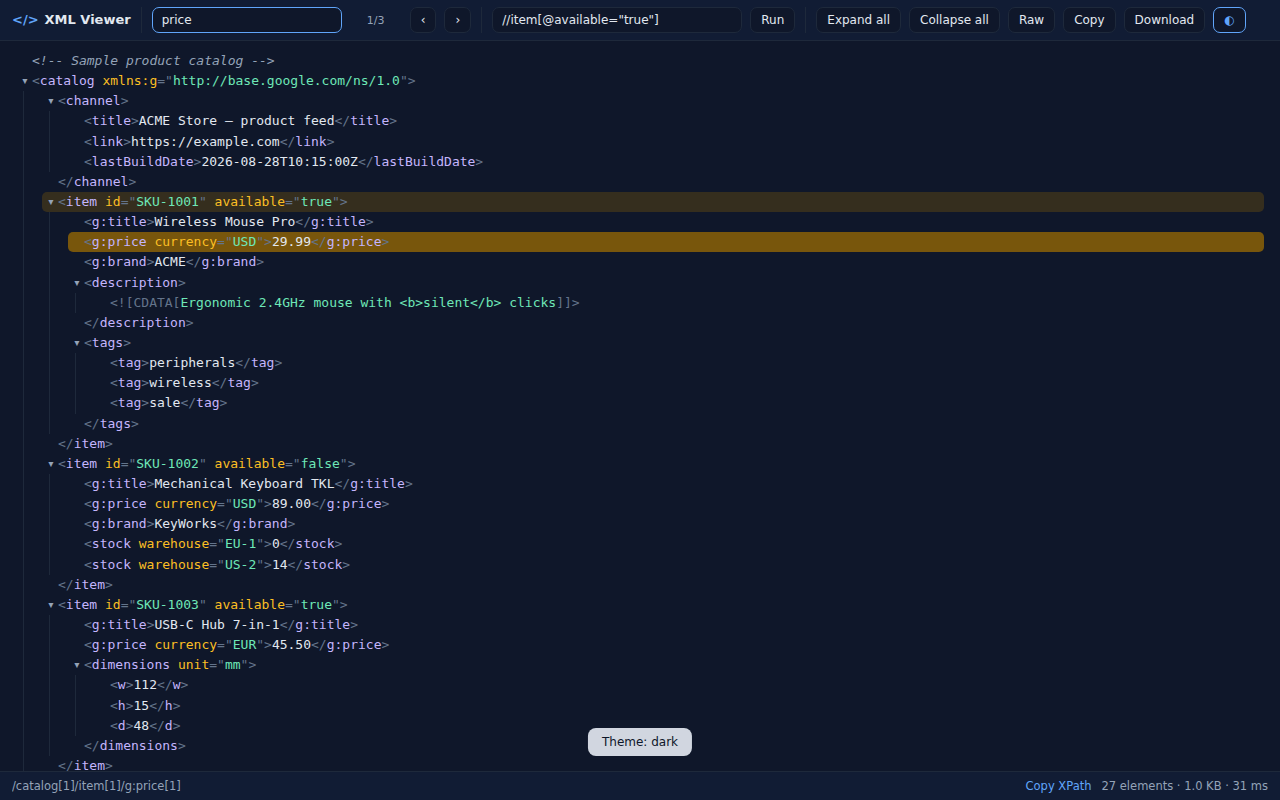 </> XML Viewer price 1/3 ‹ › //item[@available="true"] Run Expand all Collapse all Raw Copy Download ◐
<!-- Sample product catalog -->
▾ <catalog xmlns:g="http://base.google.com/ns/1.0">
▾ <channel>
<title>ACME Store — product feed</title>
<link>https://example.com</link>
<lastBuildDate>2026-08-28T10:15:00Z</lastBuildDate>
</channel>
▾ <item id="SKU-1001" available="true">
<g:title>Wireless Mouse Pro</g:title>
<g:price currency="USD">29.99</g:price>
<g:brand>ACME</g:brand>
▾ <description>
<![CDATA[Ergonomic 2.4GHz mouse with <b>silent</b> clicks]]>
</description>
▾ <tags>
<tag>peripherals</tag>
<tag>wireless</tag>
<tag>sale</tag>
</tags>
</item>
▾ <item id="SKU-1002" available="false">
<g:title>Mechanical Keyboard TKL</g:title>
<g:price currency="USD">89.00</g:price>
<g:brand>KeyWorks</g:brand>
<stock warehouse="EU-1">0</stock>
<stock warehouse="US-2">14</stock>
</item>
▾ <item id="SKU-1003" available="true">
<g:title>USB-C Hub 7-in-1</g:title>
<g:price currency="EUR">45.50</g:price>
▾ <dimensions unit="mm">
<w>112</w>
<h>15</h>
<d>48</d>
</dimensions>
Theme: dark
</item>
/catalog[1]/item[1]/g:price[1] Copy XPath 27 elements · 1.0 KB · 31 ms